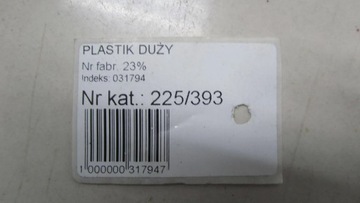 PLASTIK DUŻY
Nr fabr. 23%
Indeks: 031794
Nr kat.: 225/393
1 000000 317947